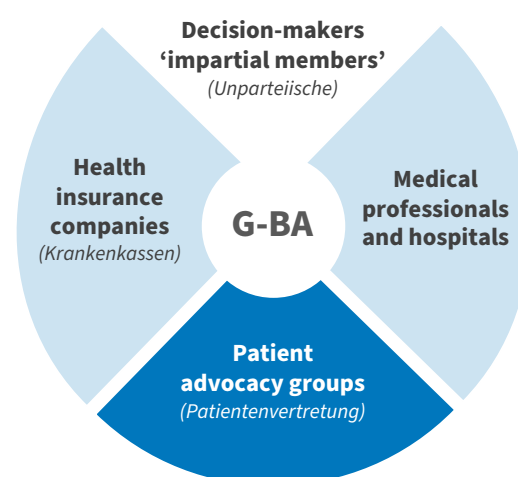 Decision-makers
‘impartial members’
(Unparteiische)
Health
insurance
companies
(Krankenkassen)
G-BA
Medical
professionals
and hospitals
Patient
advocacy groups
(Patientenvertretung)